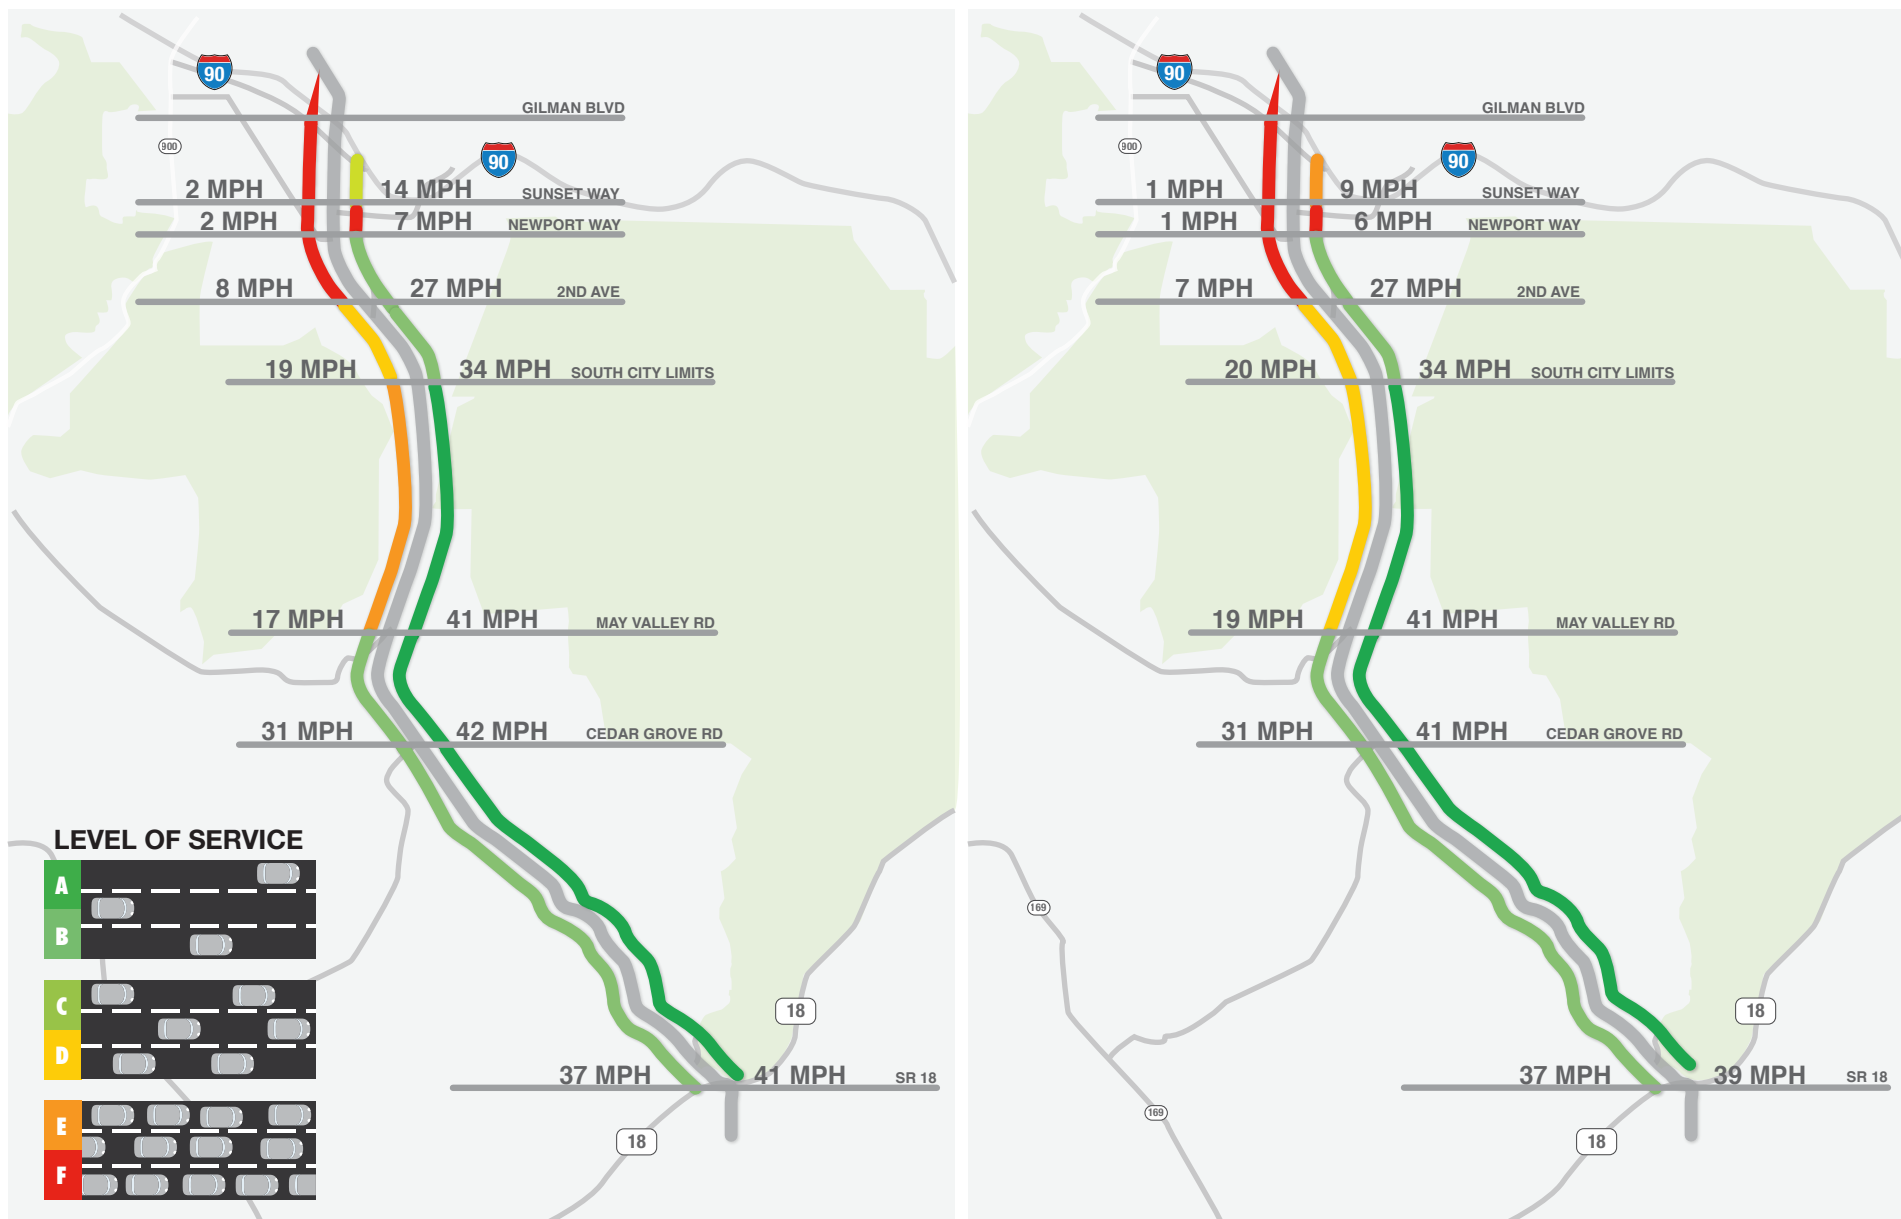 90
GILMAN BLVD
900
90
2 MPH 14 MPH SUNSET WAY
2 MPH 7 MPH NEWPORT WAY
8 MPH 27 MPH 2ND AVE
19 MPH 34 MPH SOUTH CITY LIMITS
17 MPH 41 MPH MAY VALLEY RD
31 MPH 42 MPH CEDAR GROVE RD
LEVEL OF SERVICE
A
B
C
D
E
F
18
37 MPH 41 MPH SR 18
18
90
GILMAN BLVD
900
90
1 MPH 9 MPH SUNSET WAY
1 MPH 6 MPH NEWPORT WAY
7 MPH 27 MPH 2ND AVE
20 MPH 34 MPH SOUTH CITY LIMITS
19 MPH 41 MPH MAY VALLEY RD
31 MPH 41 MPH CEDAR GROVE RD
169
18
37 MPH 39 MPH SR 18
169
18